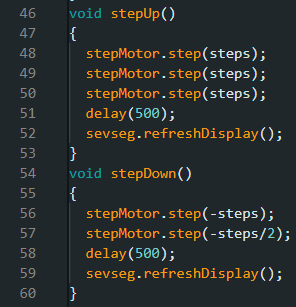 46 void stepUp()
47 {
48 stepMotor.step(steps);
49 stepMotor.step(steps);
50 stepMotor.step(steps);
51 delay(500);
52 sevseg.refreshDisplay();
53 }
54 void stepDown()
55 {
56 stepMotor.step(-steps);
57 stepMotor.step(-steps/2);
58 delay(500);
59 sevseg.refreshDisplay();
60 }